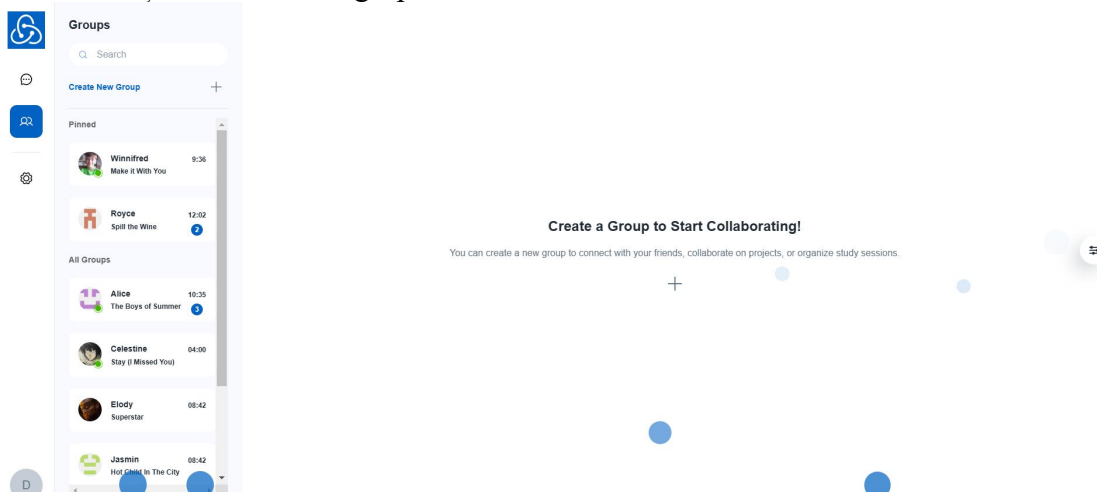 Groups
Search
Create New Group
Pinned
Winnifred 9:36
Make it With You
Royce 12:02
Spill the Wine 2
All Groups
Alice 10:35
The Boys of Summer 3
Celestine 04:00
Stay (I Missed You)
Elody 08:42
Superstar
Jasmin 08:42
Hot Child In The City
D
Create a Group to Start Collaborating!
You can create a new group to connect with your friends, collaborate on projects, or organize study sessions.